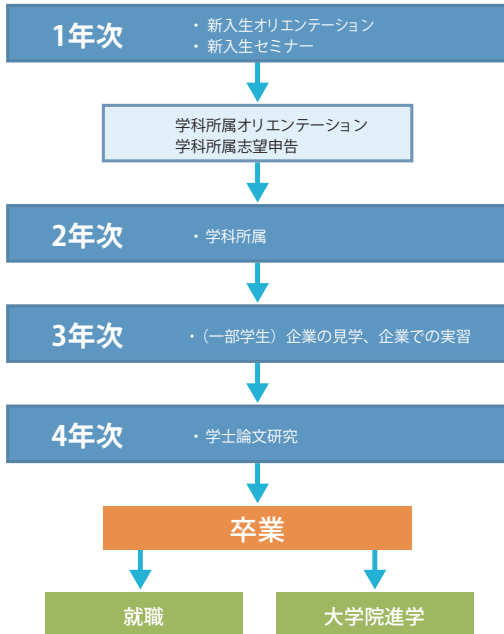 1年次
・ 新入生オリエンテーション
・ 新入生セミナー
学科所属オリエンテーション
学科所属志望申告
2年次
・ 学科所属
3年次
・（一部学生）企業の見学、企業での実習
4年次
・ 学士論文研究
卒業
就職
大学院進学